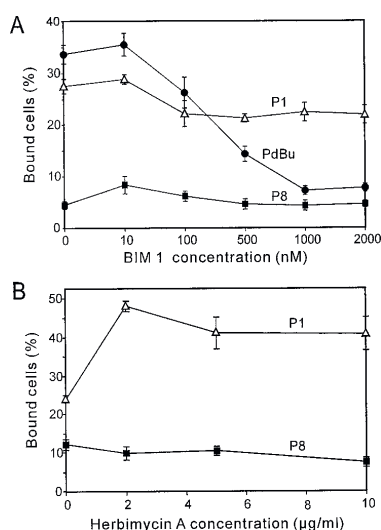 A
40
30
20
10
0
Bound cells (%)
P1
PdBu
P8
0 10 100 500 1000 2000
BIM 1 concentration (nM)
B
50
40
30
20
10
0
Bound cells (%)
P1
P8
0 2 4 6 8 10
Herbimycin A concentration (µg/ml)